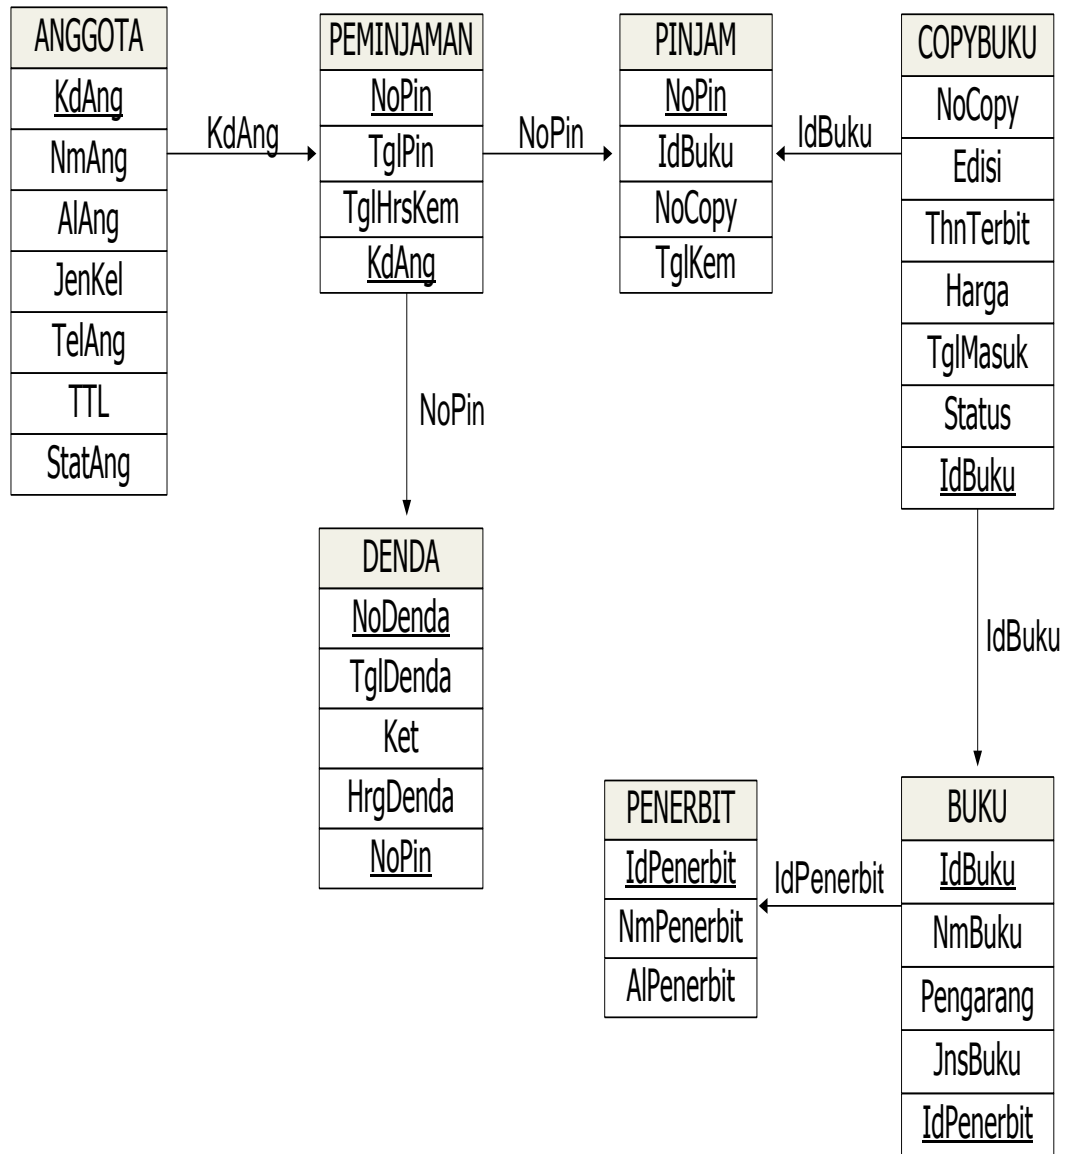 ANGGOTA
KdAng
NmAng
AlAng
JenKel
TelAng
TTL
StatAng
KdAng
PEMINJAMAN
NoPin
TglPin
TglHrsKem
KdAng
NoPin
PINJAM
NoPin
IdBuku
NoCopy
TglKem
IdBuku
COPYBUKU
NoCopy
Edisi
ThnTerbit
Harga
TglMasuk
Status
IdBuku
NoPin
DENDA
NoDenda
TglDenda
Ket
HrgDenda
NoPin
IdBuku
PENERBIT
IdPenerbit
NmPenerbit
AlPenerbit
IdPenerbit
BUKU
IdBuku
NmBuku
Pengarang
JnsBuku
IdPenerbit